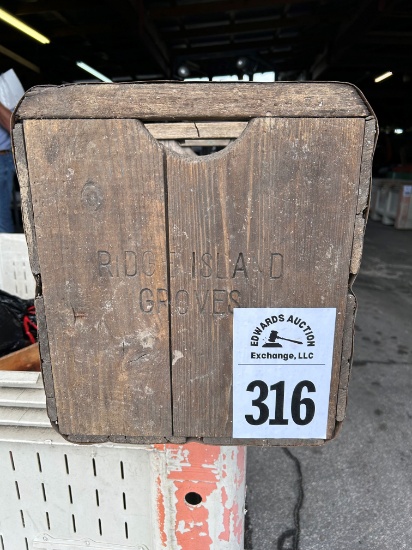 RIDGE ISLAND
GROVES
EDWARDS AUCTION
Exchange, LLC
316